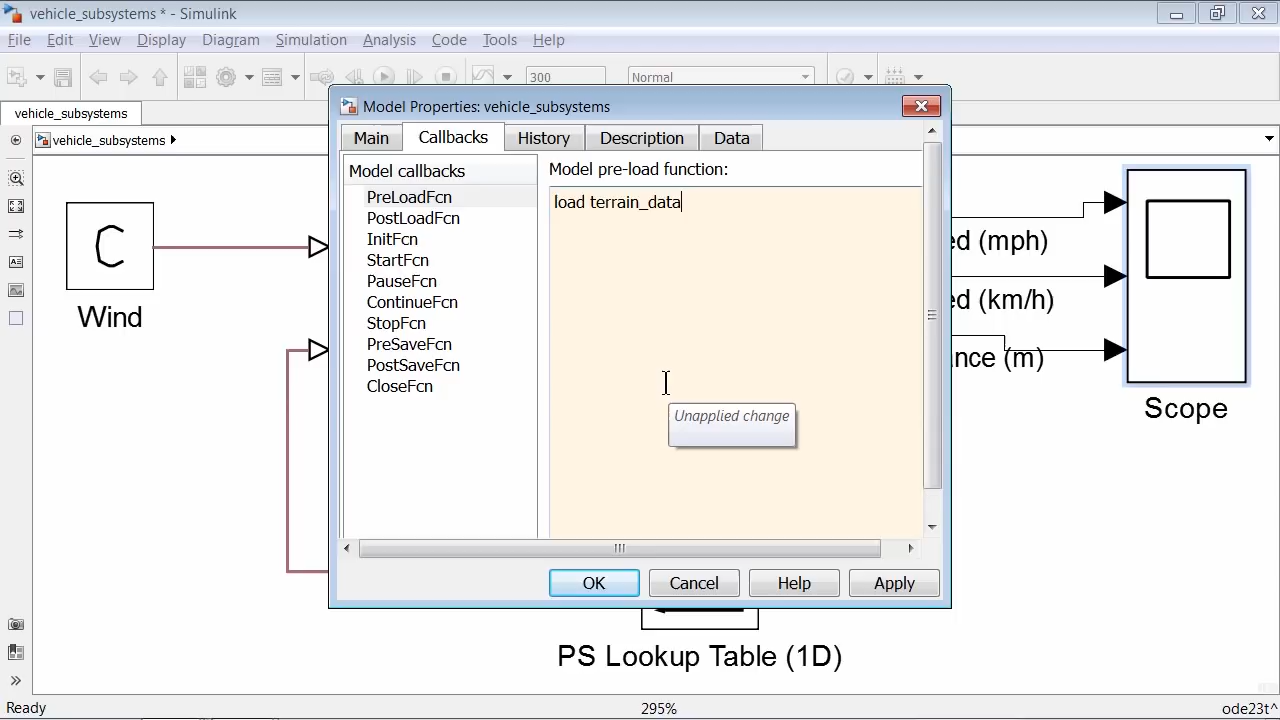 vehicle_subsystems * - Simulink
File Edit View Display Diagram Simulation Analysis Code Tools Help
300
Normal
vehicle_subsystems
vehicle_subsystems
Model Properties: vehicle_subsystems
Main Callbacks History Description Data
Model callbacks
PreLoadFcn
PostLoadFcn
InitFcn
StartFcn
PauseFcn
ContinueFcn
StopFcn
PreSaveFcn
PostSaveFcn
CloseFcn
Model pre-load function:
load terrain_data
Unapplied change
OK Cancel Help Apply
C
Wind
ed (mph)
ed (km/h)
ance (m)
Scope
PS Lookup Table (1D)
Ready
295%
ode23t^